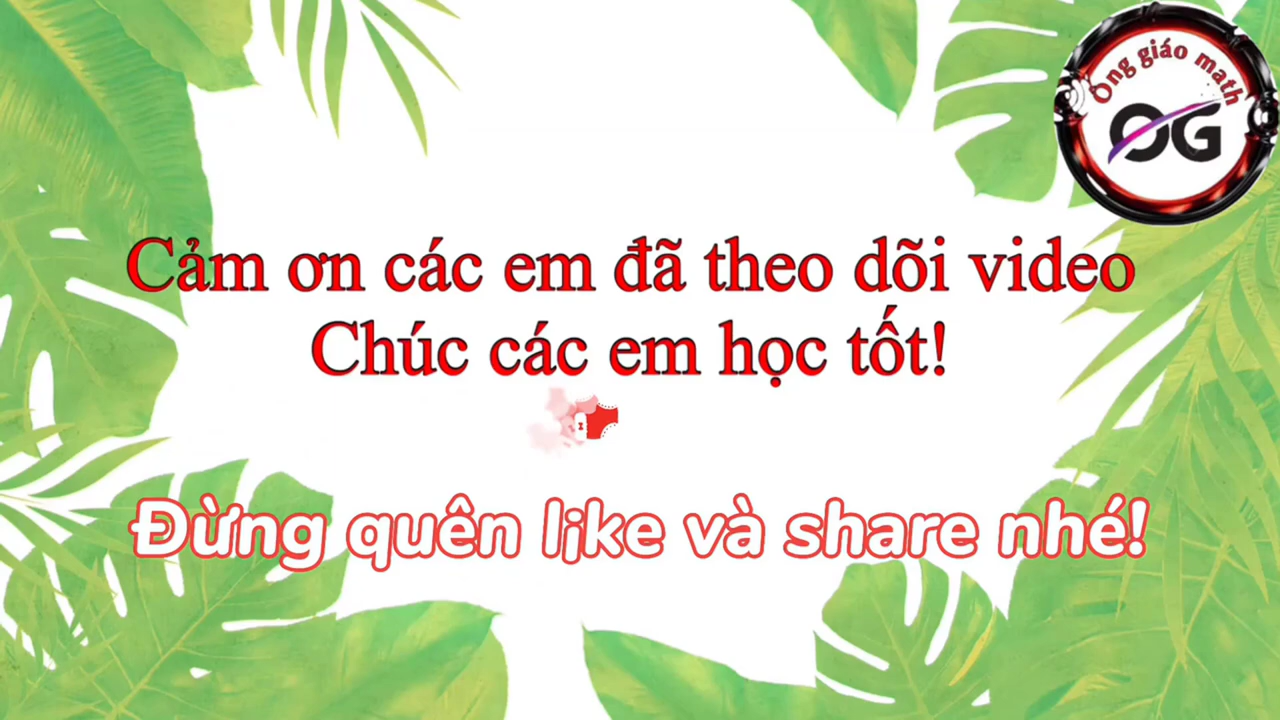 Ông giáo math
OG
Cảm ơn các em đã theo dõi video
Chúc các em học tốt!
Đừng quên like và share nhé!